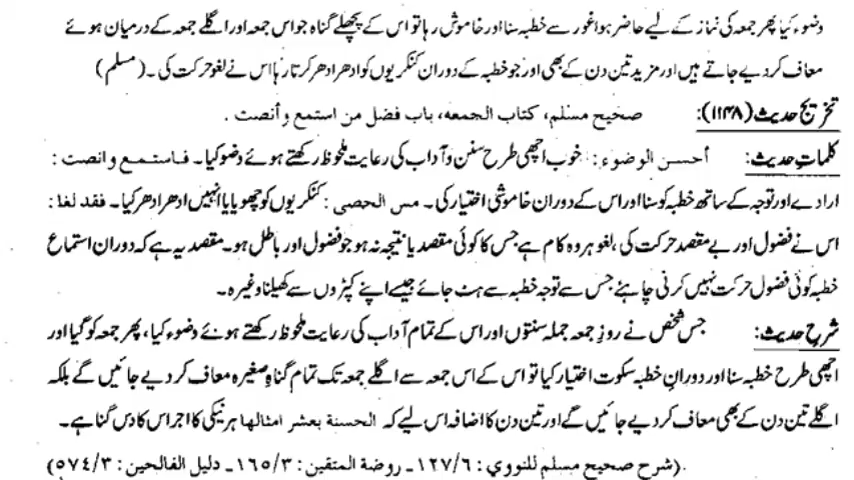 وضوء کیا پھر جمعہ کی نماز کے لیے حاضر ہوا غور سے خطبہ سنا اور خاموش رہا تو اس کے پچھلے گناہ جو اس جمعہ اور اگلے جمعہ کے درمیان ہوئے
معاف کر دیے جاتے ہیں اور مزید تین دن کے بھی اور جو خطبہ کے دوران کنکریوں کو ادھر ادھر کرتا رہا اس نے لغو حرکت کی۔ (مسلم)
تخریج حدیث (۱۱۴۸): صحیح مسلم، کتاب الجمعه، باب فضل من استمع وأنصت .
کلمات حدیث: أحسن الوضوء: خوب اچھی طرح سنن و آداب کی رعایت ملحوظ رکھتے ہوئے وضو کیا۔ فاستمع وانصت :
ارادے اور توجہ کے ساتھ خطبہ کو سنا اور اس کے دوران خاموشی اختیار کی۔ مس الحصى : کنکریوں کو چھویا یا انہیں ادھر ادھر کیا۔ فقد لغا :
اس نے فضول اور بے مقصد حرکت کی، لغو ہر وہ کام ہے جس کا کوئی مقصد یا نتیجہ نہ ہو جو فضول اور باطل ہو۔ مقصد یہ ہے کہ دوران استماع
خطبہ کوئی فضول حرکت نہیں کرنی چاہئے جس سے توجہ خطبہ سے ہٹ جائے جیسے اپنے کپڑوں سے کھیلنا وغیرہ۔
شرح حدیث: جس شخص نے روز جمعہ جملہ سنتوں اور اس کے تمام آداب کی رعایت ملحوظ رکھتے ہوئے وضوء کیا، پھر جمعہ کو گیا اور
اچھی طرح خطبہ سنا اور دورانِ خطبہ سکوت اختیار کیا تو اس کے اس جمعہ سے اگلے جمعہ تک تمام گناہِ صغیرہ معاف کر دیے جائیں گے بلکہ
اگلے تین دن کے بھی معاف کر دیے جائیں گے اور تین دن کا اضافہ اس لیے کہ الحسنة بعشر امثالها ہر نیکی کا اجر اس کا دس گنا ہے۔
(شرح صحیح مسلم للنووي : ۱۲۷/۶۔ روضة المتقين : ۱۶۵/۳۔ دلیل الفالحین : ۵۷۴/۳)